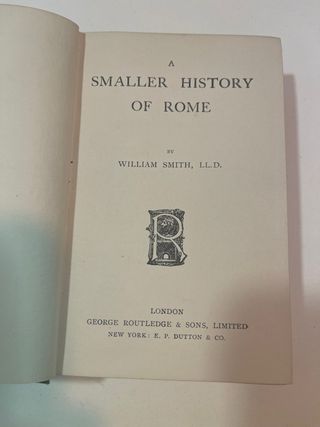 A
SMALLER HISTORY
OF ROME
BY
WILLIAM SMITH, LL.D.
R
LONDON
GEORGE ROUTLEDGE & SONS, LIMITED
NEW YORK: E. P. DUTTON & CO.